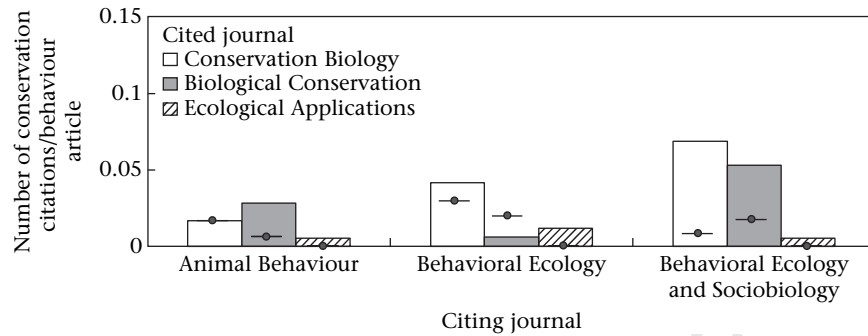 Number of conservation
citations/behaviour
article
0.15
0.1
0.05
0
Cited journal
Conservation Biology
Biological Conservation
Ecological Applications
Animal Behaviour
Behavioral Ecology
Behavioral Ecology
and Sociobiology
Citing journal